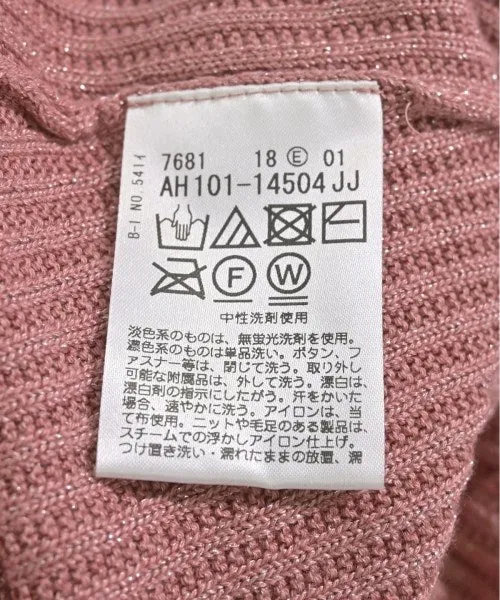 7681 18 Ⓔ 01
AH101-14504 JJ
B-I NO.541イ
F W
中性洗剤使用
淡色系のものは、無蛍光洗剤を使用。
濃色系のものは単品洗い。ボタン、フ
ァスナー等は、閉じて洗う。取り外し
可能な附属品は、外して洗う。漂白は、
漂白剤の指示にしたがう。汗をかいた
場合、速やかに洗う。アイロンは、当
て布使用。ニットや毛足のある製品は、
スチームでの浮かしアイロン仕上げ。
つけ置き洗い・濡れたままの放置、濡